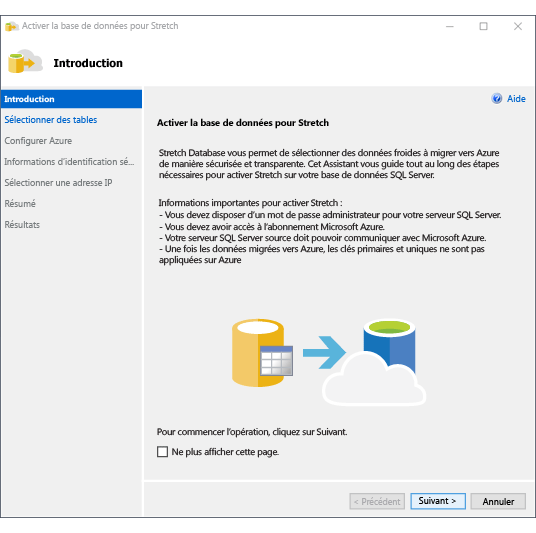 Activer la base de données pour Stretch
Introduction
Introduction
Sélectionner des tables
Configurer Azure
Informations d'identification sé...
Sélectionner une adresse IP
Résumé
Résultats
Aide
Activer la base de données pour Stretch
Stretch Database vous permet de sélectionner des données froides à migrer vers Azure
de manière sécurisée et transparente. Cet Assistant vous guide tout au long des étapes
nécessaires pour activer Stretch sur votre base de données SQL Server.
Informations importantes pour activer Stretch :
- Vous devez disposer d'un mot de passe administrateur pour votre serveur SQL Server.
- Vous devez avoir accès à l'abonnement Microsoft Azure.
- Votre serveur SQL Server source doit pouvoir communiquer avec Microsoft Azure.
- Une fois les données migrées vers Azure, les clés primaires et uniques ne sont pas
appliquées sur Azure
Pour commencer l'opération, cliquez sur Suivant.
Ne plus afficher cette page.
< Précédent Suivant > Annuler